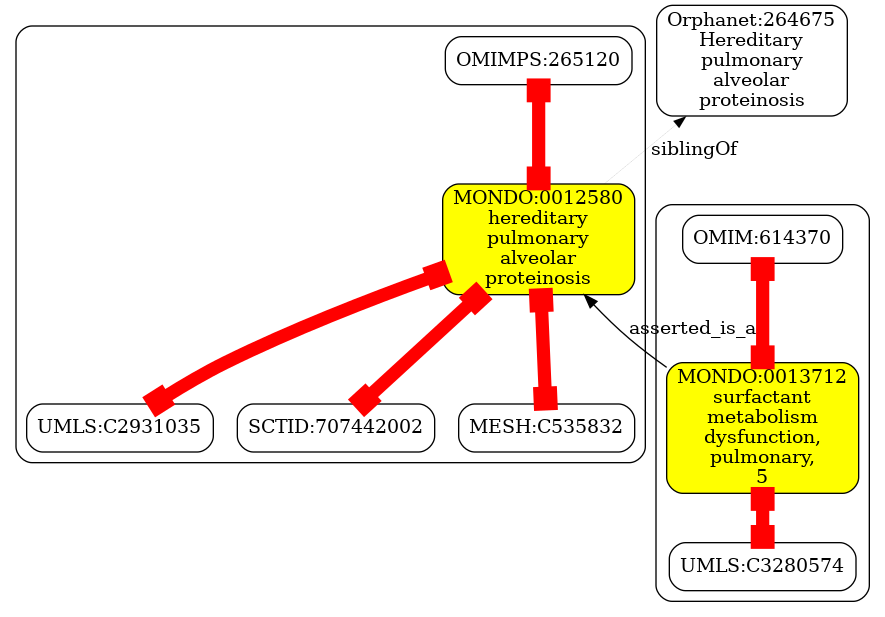 Orphanet:264675
Hereditary
pulmonary
alveolar
proteinosis
OMIMPS:265120
siblingOf
MONDO:0012580
hereditary
pulmonary
alveolar
proteinosis
OMIM:614370
asserted_is_a
MONDO:0013712
surfactant
metabolism
dysfunction,
pulmonary,
5
UMLS:C2931035
SCTID:707442002
MESH:C535832
UMLS:C3280574